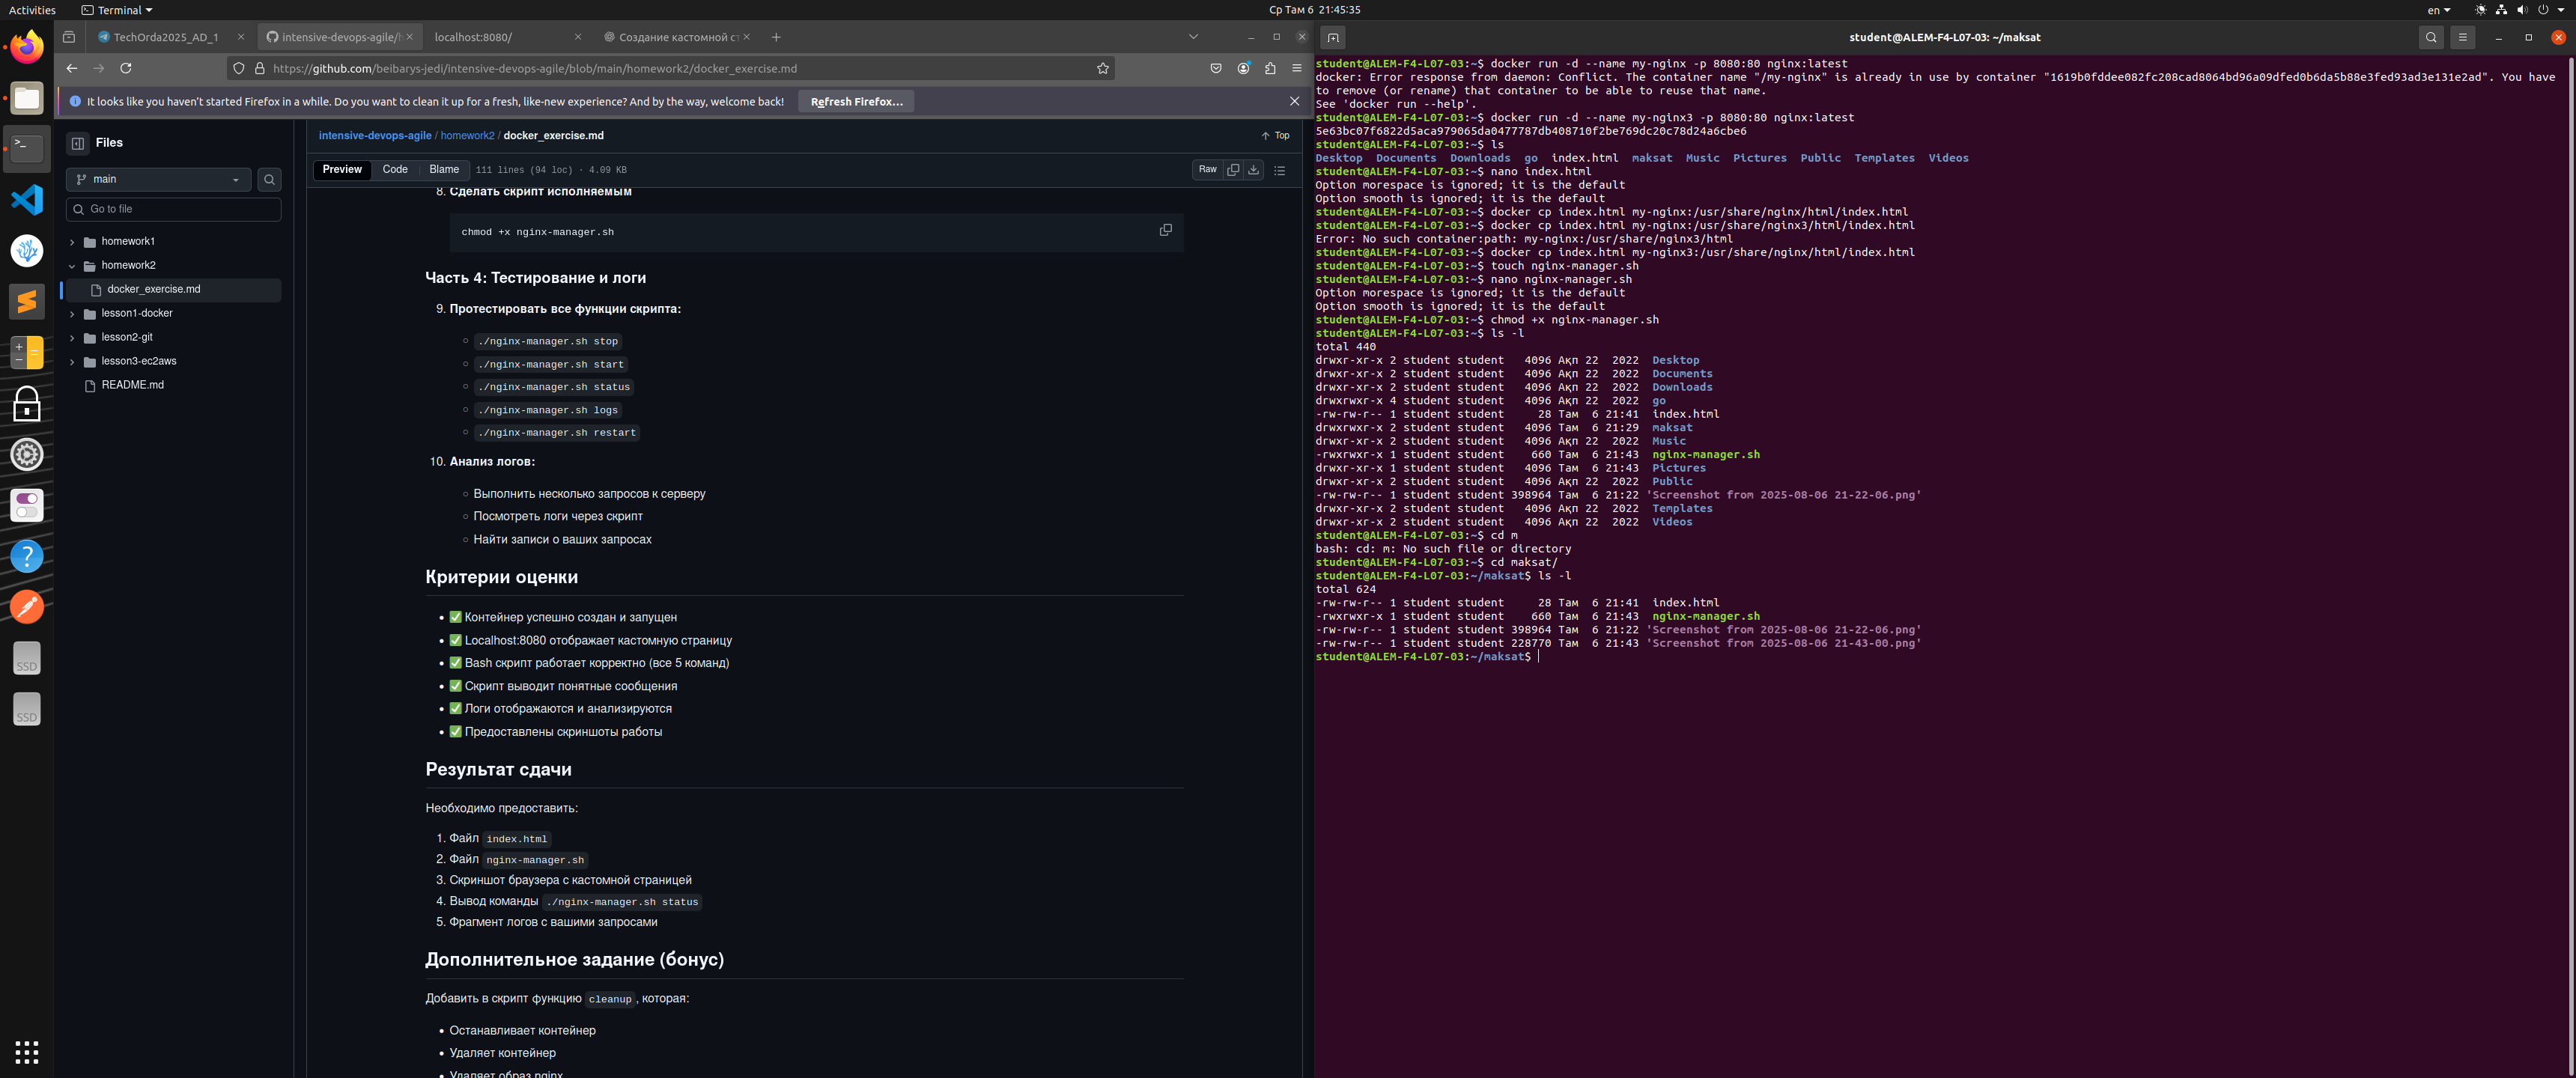 Activities
Terminal
Ср Там 6 21:45:35
en
TechOrda2025_AD_1
intensive-devops-agile/h
localhost:8080/
Создание кастомной ст
https://github.com/beibarys-jedi/intensive-devops-agile/blob/main/homework2/docker_exercise.md
It looks like you haven't started Firefox in a while. Do you want to clean it up for a fresh, like-new experience? And by the way, welcome back!
Refresh Firefox...
Files
main
Go to file
homework1
homework2
docker_exercise.md
lesson1-docker
lesson2-git
lesson3-ec2aws
README.md
intensive-devops-agile / homework2 / docker_exercise.md
Top
Preview Code Blame 111 lines (94 loc) · 4.09 KB
Raw
8. Сделать скрипт исполняемым
chmod +x nginx-manager.sh
Часть 4: Тестирование и логи
9. Протестировать все функции скрипта:
./nginx-manager.sh stop
./nginx-manager.sh start
./nginx-manager.sh status
./nginx-manager.sh logs
./nginx-manager.sh restart
10. Анализ логов:
Выполнить несколько запросов к серверу
Посмотреть логи через скрипт
Найти записи о ваших запросах
Критерии оценки
✅ Контейнер успешно создан и запущен
✅ Localhost:8080 отображает кастомную страницу
✅ Bash скрипт работает корректно (все 5 команд)
✅ Скрипт выводит понятные сообщения
✅ Логи отображаются и анализируются
✅ Предоставлены скриншоты работы
Результат сдачи
Необходимо предоставить:
1. Файл index.html
2. Файл nginx-manager.sh
3. Скриншот браузера с кастомной страницей
4. Вывод команды ./nginx-manager.sh status
5. Фрагмент логов с вашими запросами
Дополнительное задание (бонус)
Добавить в скрипт функцию cleanup, которая:
Останавливает контейнер
Удаляет контейнер
Удаляет образ nginx
SSD
SSD
student@ALEM-F4-L07-03: ~/maksat
student@ALEM-F4-L07-03:~$ docker run -d --name my-nginx -p 8080:80 nginx:latest
docker: Error response from daemon: Conflict. The container name "/my-nginx" is already in use by container "1619b0fddee082fc208cad8064bd96a09dfed0b6da5b88e3fed93ad3e131e2ad". You have
to remove (or rename) that container to be able to reuse that name.
See 'docker run --help'.
student@ALEM-F4-L07-03:~$ docker run -d --name my-nginx3 -p 8080:80 nginx:latest
5e63bc07f6822d5aca979065da0477787db408710f2be769dc20c78d24a6cbe6
student@ALEM-F4-L07-03:~$ ls
Desktop Documents Downloads go index.html maksat Music Pictures Public Templates Videos
student@ALEM-F4-L07-03:~$ nano index.html
Option morespace is ignored; it is the default
Option smooth is ignored; it is the default
student@ALEM-F4-L07-03:~$ docker cp index.html my-nginx:/usr/share/nginx/html/index.html
student@ALEM-F4-L07-03:~$ docker cp index.html my-nginx:/usr/share/nginx3/html/index.html
Error: No such container:path: my-nginx:/usr/share/nginx3/html
student@ALEM-F4-L07-03:~$ docker cp index.html my-nginx3:/usr/share/nginx/html/index.html
student@ALEM-F4-L07-03:~$ touch nginx-manager.sh
student@ALEM-F4-L07-03:~$ nano nginx-manager.sh
Option morespace is ignored; it is the default
Option smooth is ignored; it is the default
student@ALEM-F4-L07-03:~$ chmod +x nginx-manager.sh
student@ALEM-F4-L07-03:~$ ls -l
total 440
drwxr-xr-x 2 student student 4096 Ақп 22 2022 Desktop
drwxr-xr-x 2 student student 4096 Ақп 22 2022 Documents
drwxr-xr-x 2 student student 4096 Ақп 22 2022 Downloads
drwxrwxr-x 4 student student 4096 Ақп 22 2022 go
-rw-rw-r-- 1 student student 28 Там 6 21:41 index.html
drwxrwxr-x 2 student student 4096 Там 6 21:29 maksat
drwxr-xr-x 2 student student 4096 Ақп 22 2022 Music
-rwxrwxr-x 1 student student 660 Там 6 21:43 nginx-manager.sh
drwxr-xr-x 2 student student 4096 Там 6 21:43 Pictures
drwxr-xr-x 2 student student 4096 Ақп 22 2022 Public
-rw-rw-r-- 1 student student 398964 Там 6 21:22 'Screenshot from 2025-08-06 21-22-06.png'
drwxr-xr-x 2 student student 4096 Ақп 22 2022 Templates
drwxr-xr-x 2 student student 4096 Ақп 22 2022 Videos
student@ALEM-F4-L07-03:~$ cd m
bash: cd: m: No such file or directory
student@ALEM-F4-L07-03:~$ cd maksat/
student@ALEM-F4-L07-03:~/maksat$ ls -l
total 624
-rw-rw-r-- 1 student student 28 Там 6 21:41 index.html
-rwxrwxr-x 1 student student 660 Там 6 21:43 nginx-manager.sh
-rw-rw-r-- 1 student student 398964 Там 6 21:22 'Screenshot from 2025-08-06 21-22-06.png'
-rw-rw-r-- 1 student student 228770 Там 6 21:43 'Screenshot from 2025-08-06 21-43-00.png'
student@ALEM-F4-L07-03:~/maksat$